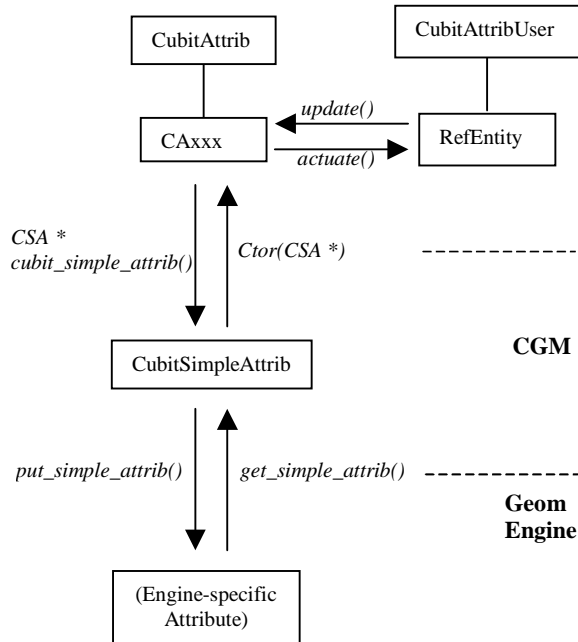 CubitAttrib
CubitAttribUser
update()
CAxxx
RefEntity
actuate()
CSA *
cubit_simple_attrib()
Ctor(CSA *)
CGM
CubitSimpleAttrib
put_simple_attrib()
get_simple_attrib()
Geom
Engine
(Engine-specific
Attribute)